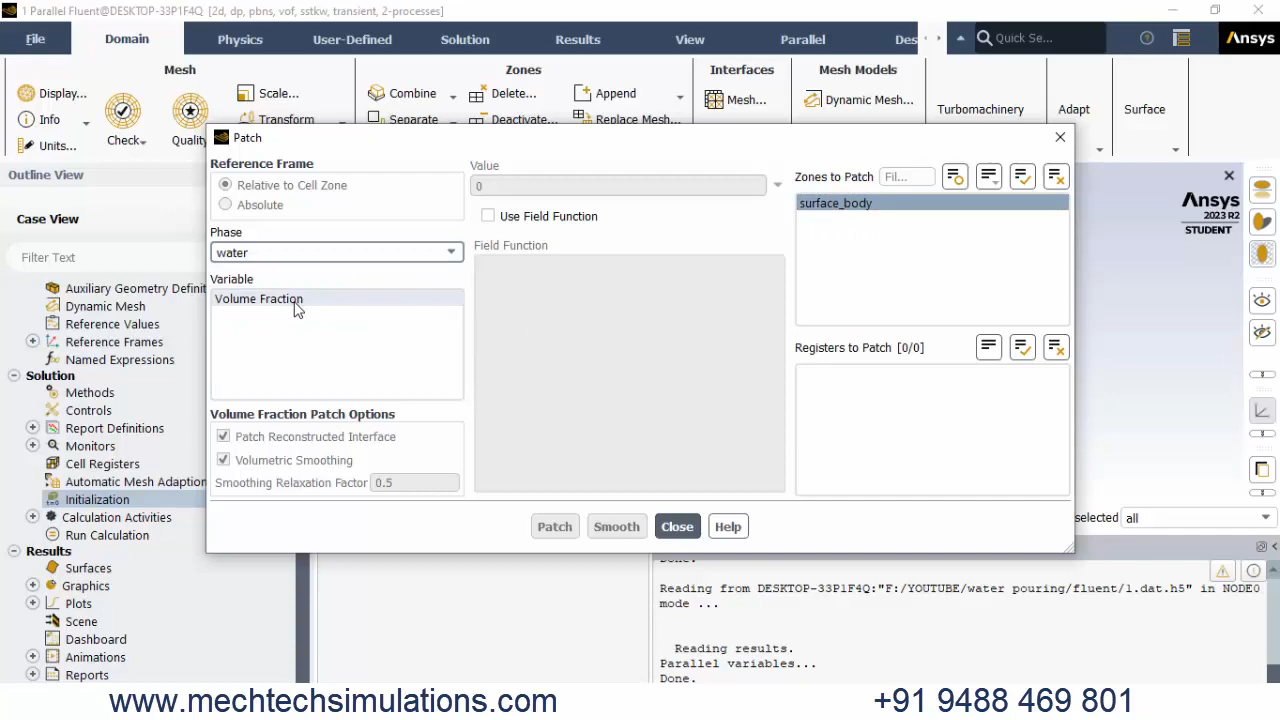 1 Parallel Fluent@DESKTOP-33P1F4Q [2d, dp, pbns, vof, sstkw, transient, 2-processes]
File Domain Physics User-Defined Solution Results View Parallel Des Quick Se... Ansys
Mesh Zones Interfaces Mesh Models
Display... Scale... Combine Delete... Append Mesh... Dynamic Mesh... Turbomachinery Adapt Surface
Info Check Quality Transform Separate Deactivate... Replace Mesh...
Units...
Outline View
Case View
Filter Text
Auxiliary Geometry Definit
Dynamic Mesh
Reference Values
Reference Frames
Named Expressions
Solution
Methods
Controls
Report Definitions
Monitors
Cell Registers
Automatic Mesh Adaption
Initialization
Calculation Activities
Run Calculation
Results
Surfaces
Graphics
Plots
Scene
Dashboard
Animations
Reports
Patch
Reference Frame
Relative to Cell Zone
Absolute
Phase
water
Variable
Volume Fraction
Volume Fraction Patch Options
Patch Reconstructed Interface
Volumetric Smoothing
Smoothing Relaxation Factor 0.5
Value
0
Use Field Function
Field Function
Zones to Patch Fil...
surface_body
Registers to Patch [0/0]
Patch Smooth Close Help
Ansys
2023 R2
STUDENT
selected all
Done.
Reading from DESKTOP-33P1F4Q:"F:/YOUTUBE/water pouring/fluent/1.dat.h5" in NODE0
mode ...
Reading results.
Parallel variables...
Done.
www.mechtechsimulations.com +91 9488 469 801